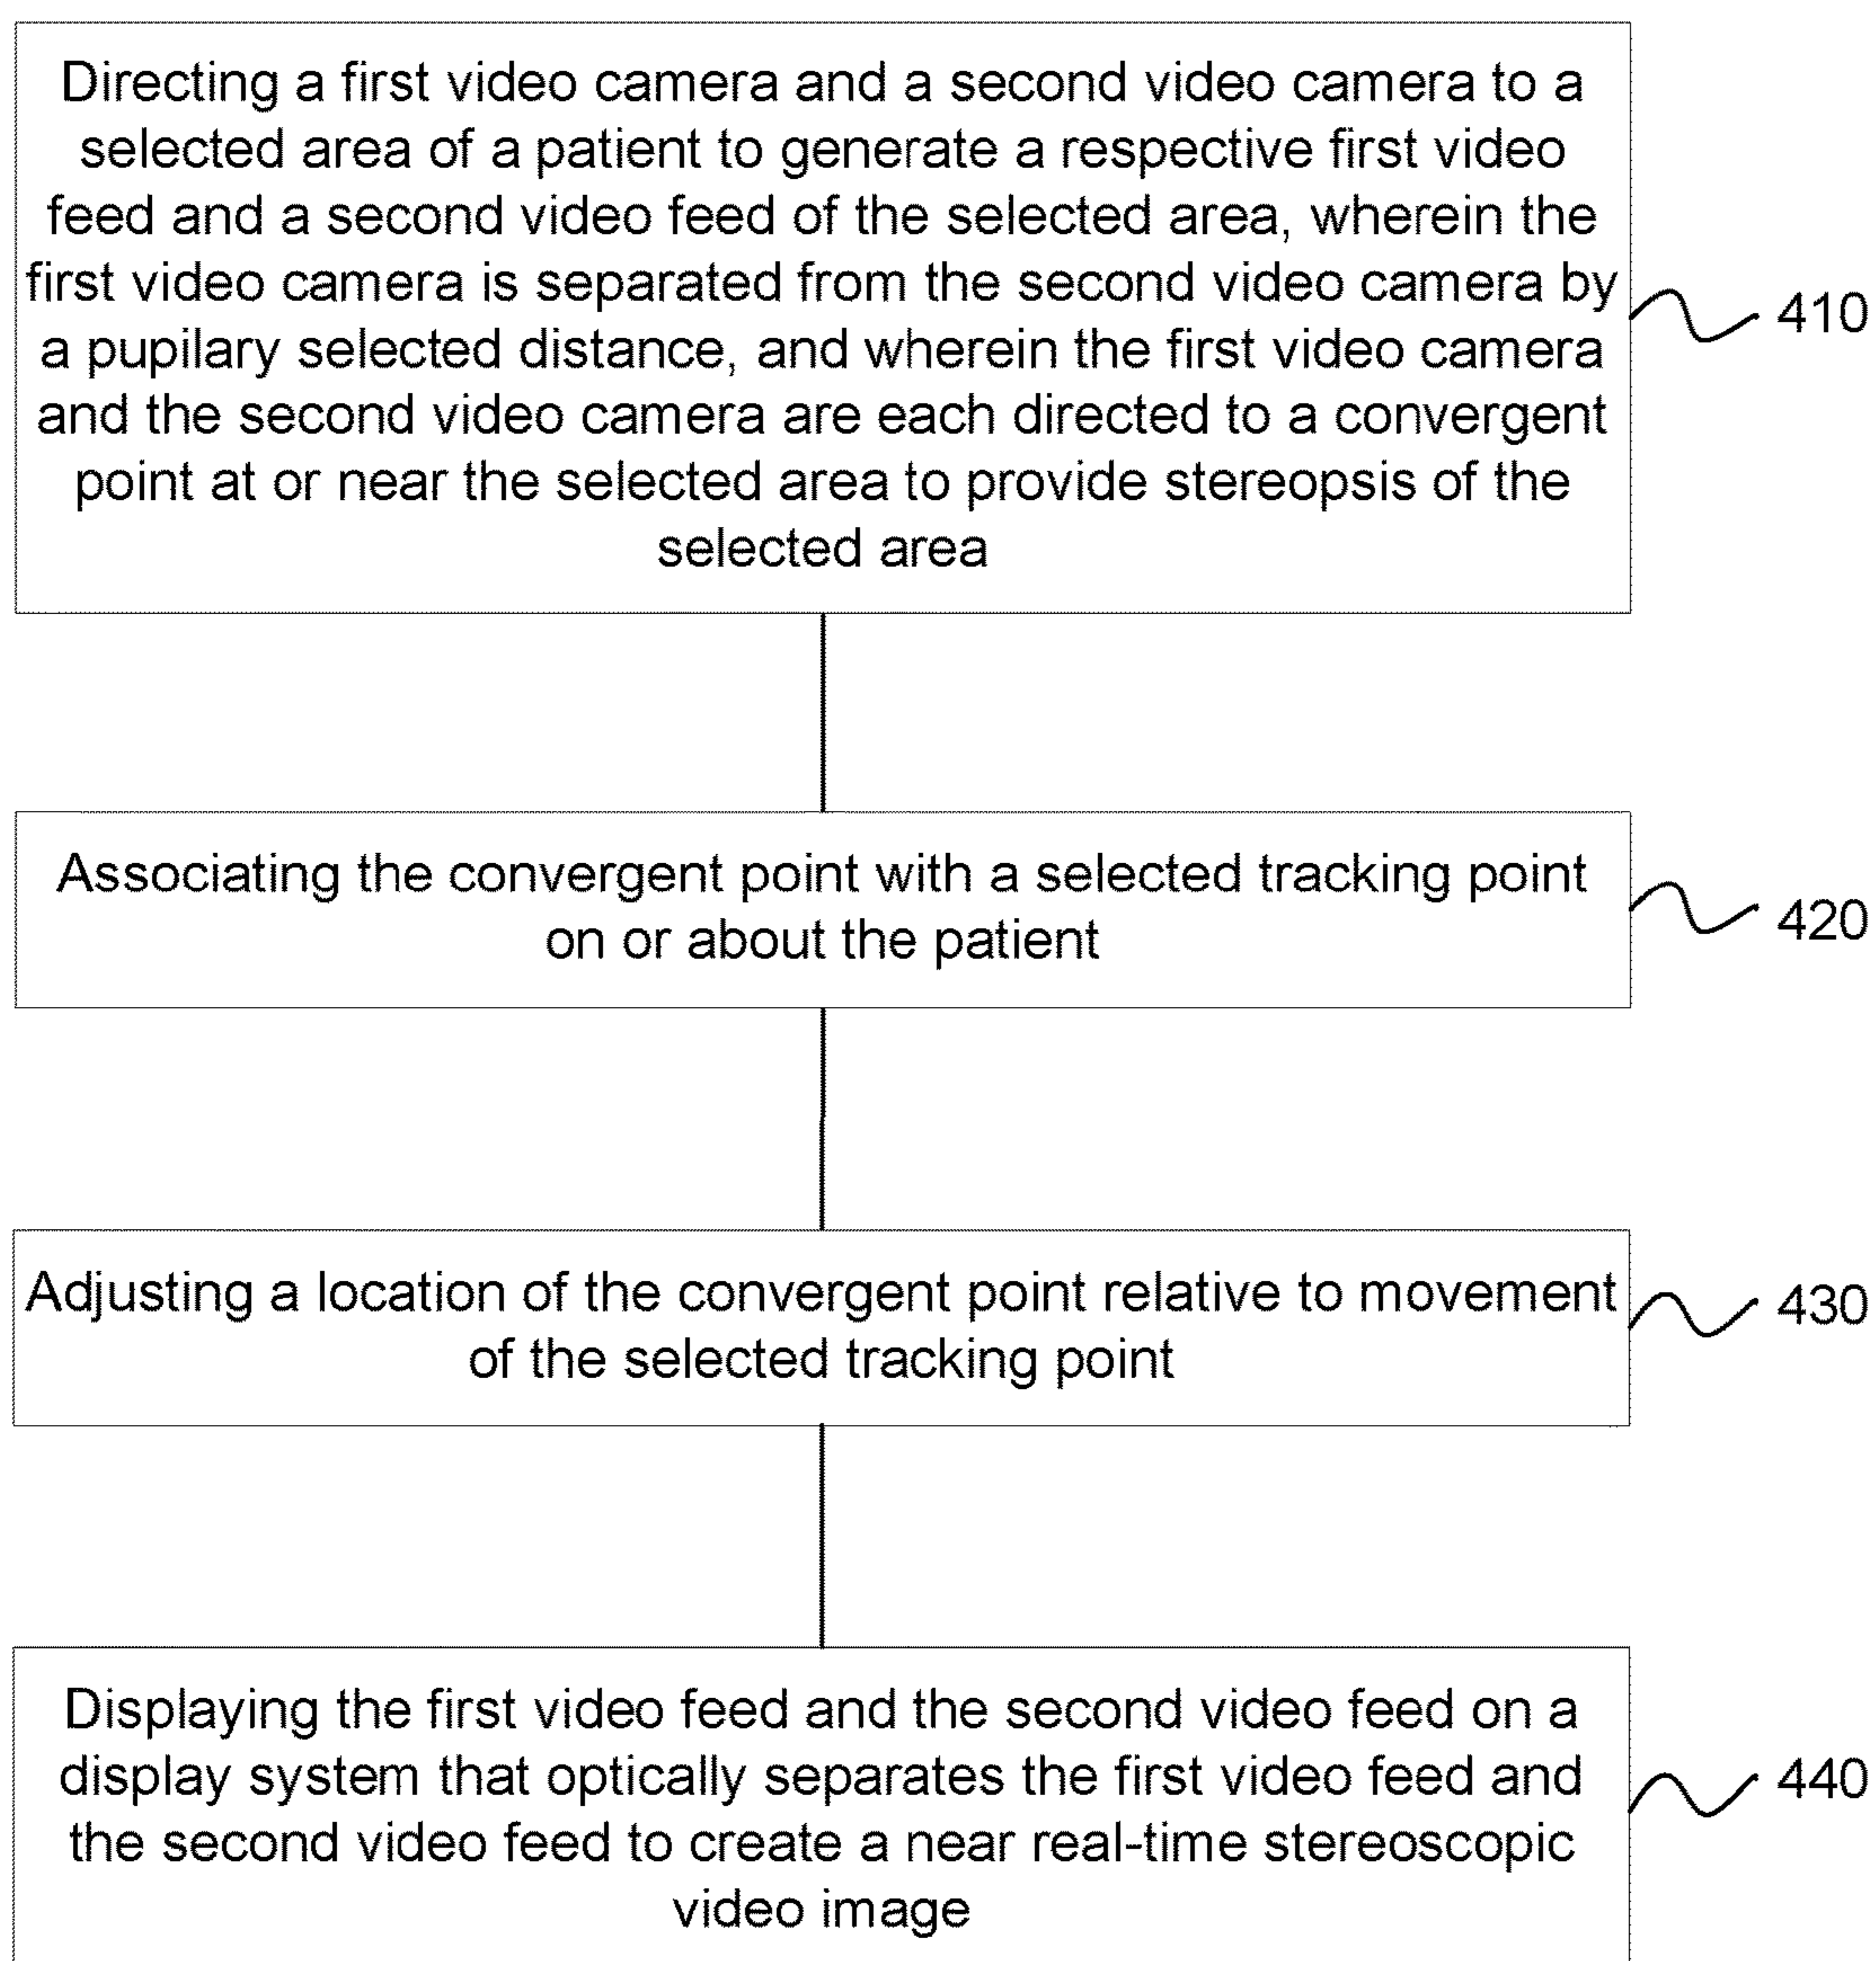 Directing a first video camera and a second video camera to a
selected area of a patient to generate a respective first video
feed and a second video feed of the selected area, wherein the
first video camera is separated from the second video camera by
a pupilary selected distance, and wherein the first video camera
and the second video camera are each directed to a convergent
point at or near the selected area to provide stereopsis of the
selected area
410
Associating the convergent point with a selected tracking point
on or about the patient
420
Adjusting a location of the convergent point relative to movement
of the selected tracking point
430
Displaying the first video feed and the second video feed on a
display system that optically separates the first video feed and
the second video feed to create a near real-time stereoscopic
video image
440